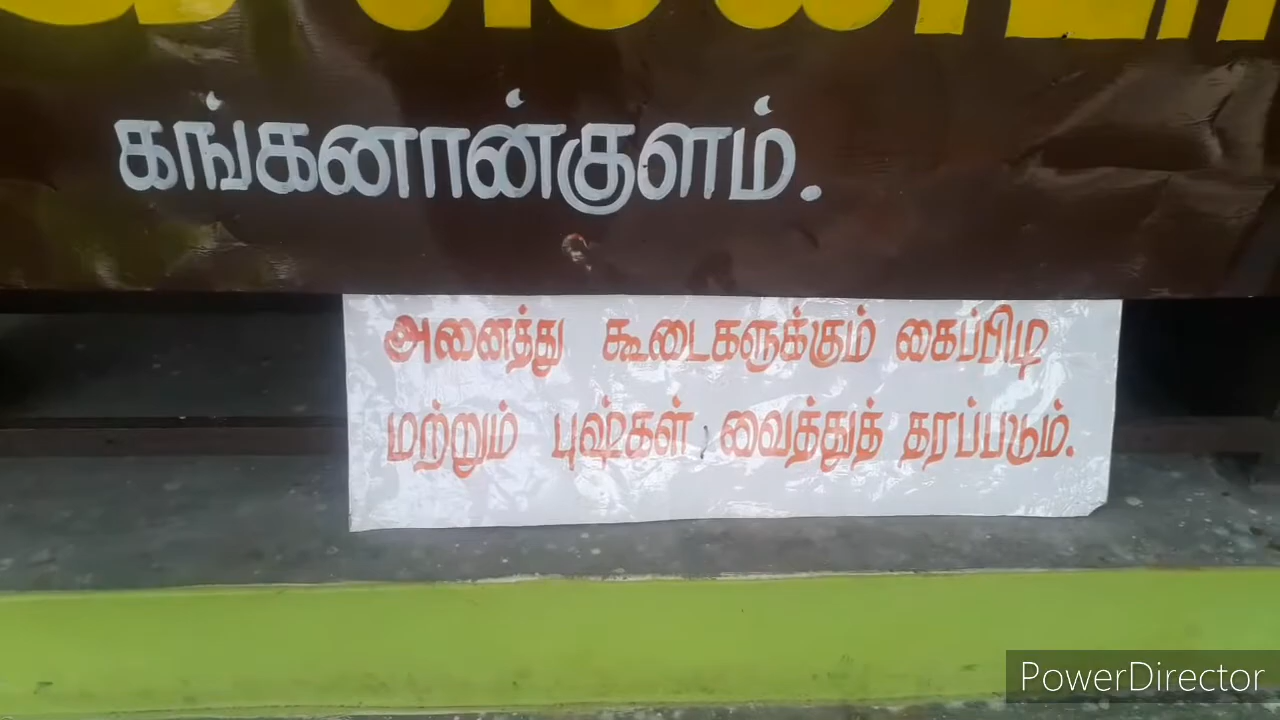 கங்கனான்குளம்.
அனைத்து கூடைகளுக்கும் கைப்பிடி
மற்றும் புஷ்கள் வைத்துத் தரப்படும்.
PowerDirector